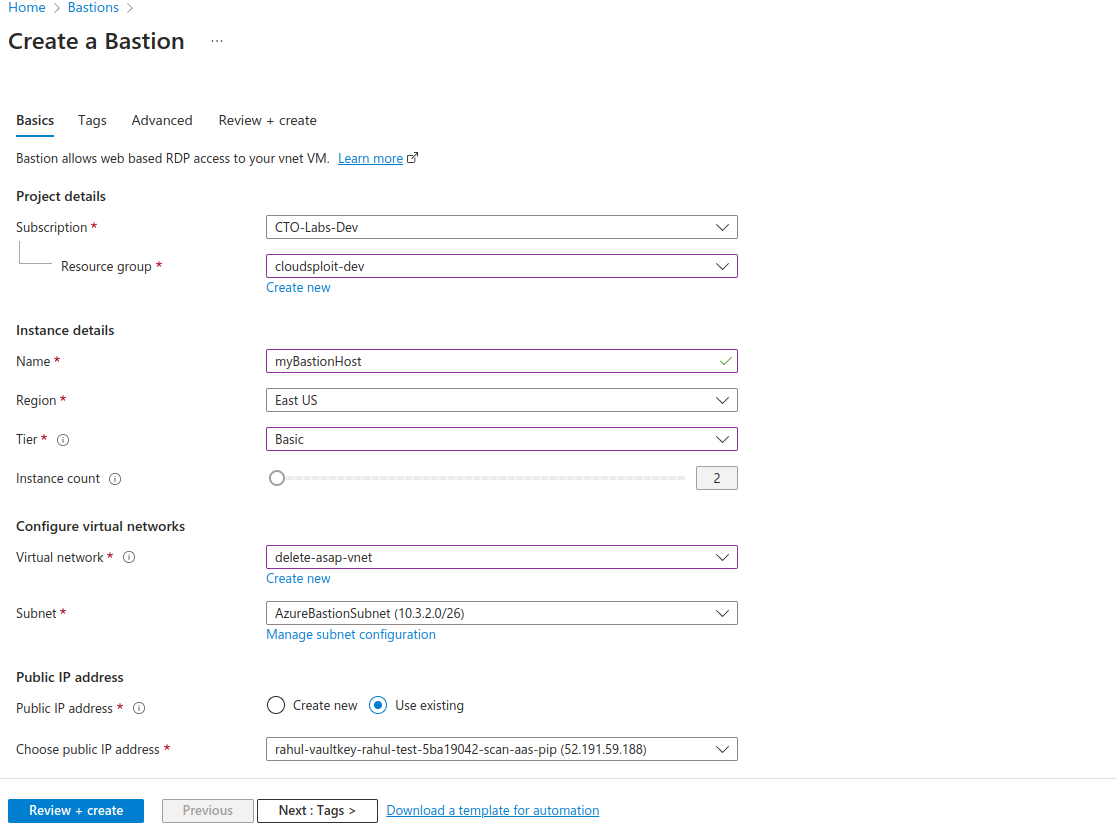 Home > Bastions >
Create a Bastion ...
Basics Tags Advanced Review + create
Bastion allows web based RDP access to your vnet VM. Learn more
Project details
Subscription * CTO-Labs-Dev
Resource group * cloudsploit-dev
Create new
Instance details
Name * myBastionHost
Region * East US
Tier * Basic
Instance count 2
Configure virtual networks
Virtual network * delete-asap-vnet
Create new
Subnet * AzureBastionSubnet (10.3.2.0/26)
Manage subnet configuration
Public IP address
Public IP address * Create new Use existing
Choose public IP address * rahul-vaultkey-rahul-test-5ba19042-scan-aas-pip (52.191.59.188)
Review + create Previous Next : Tags > Download a template for automation